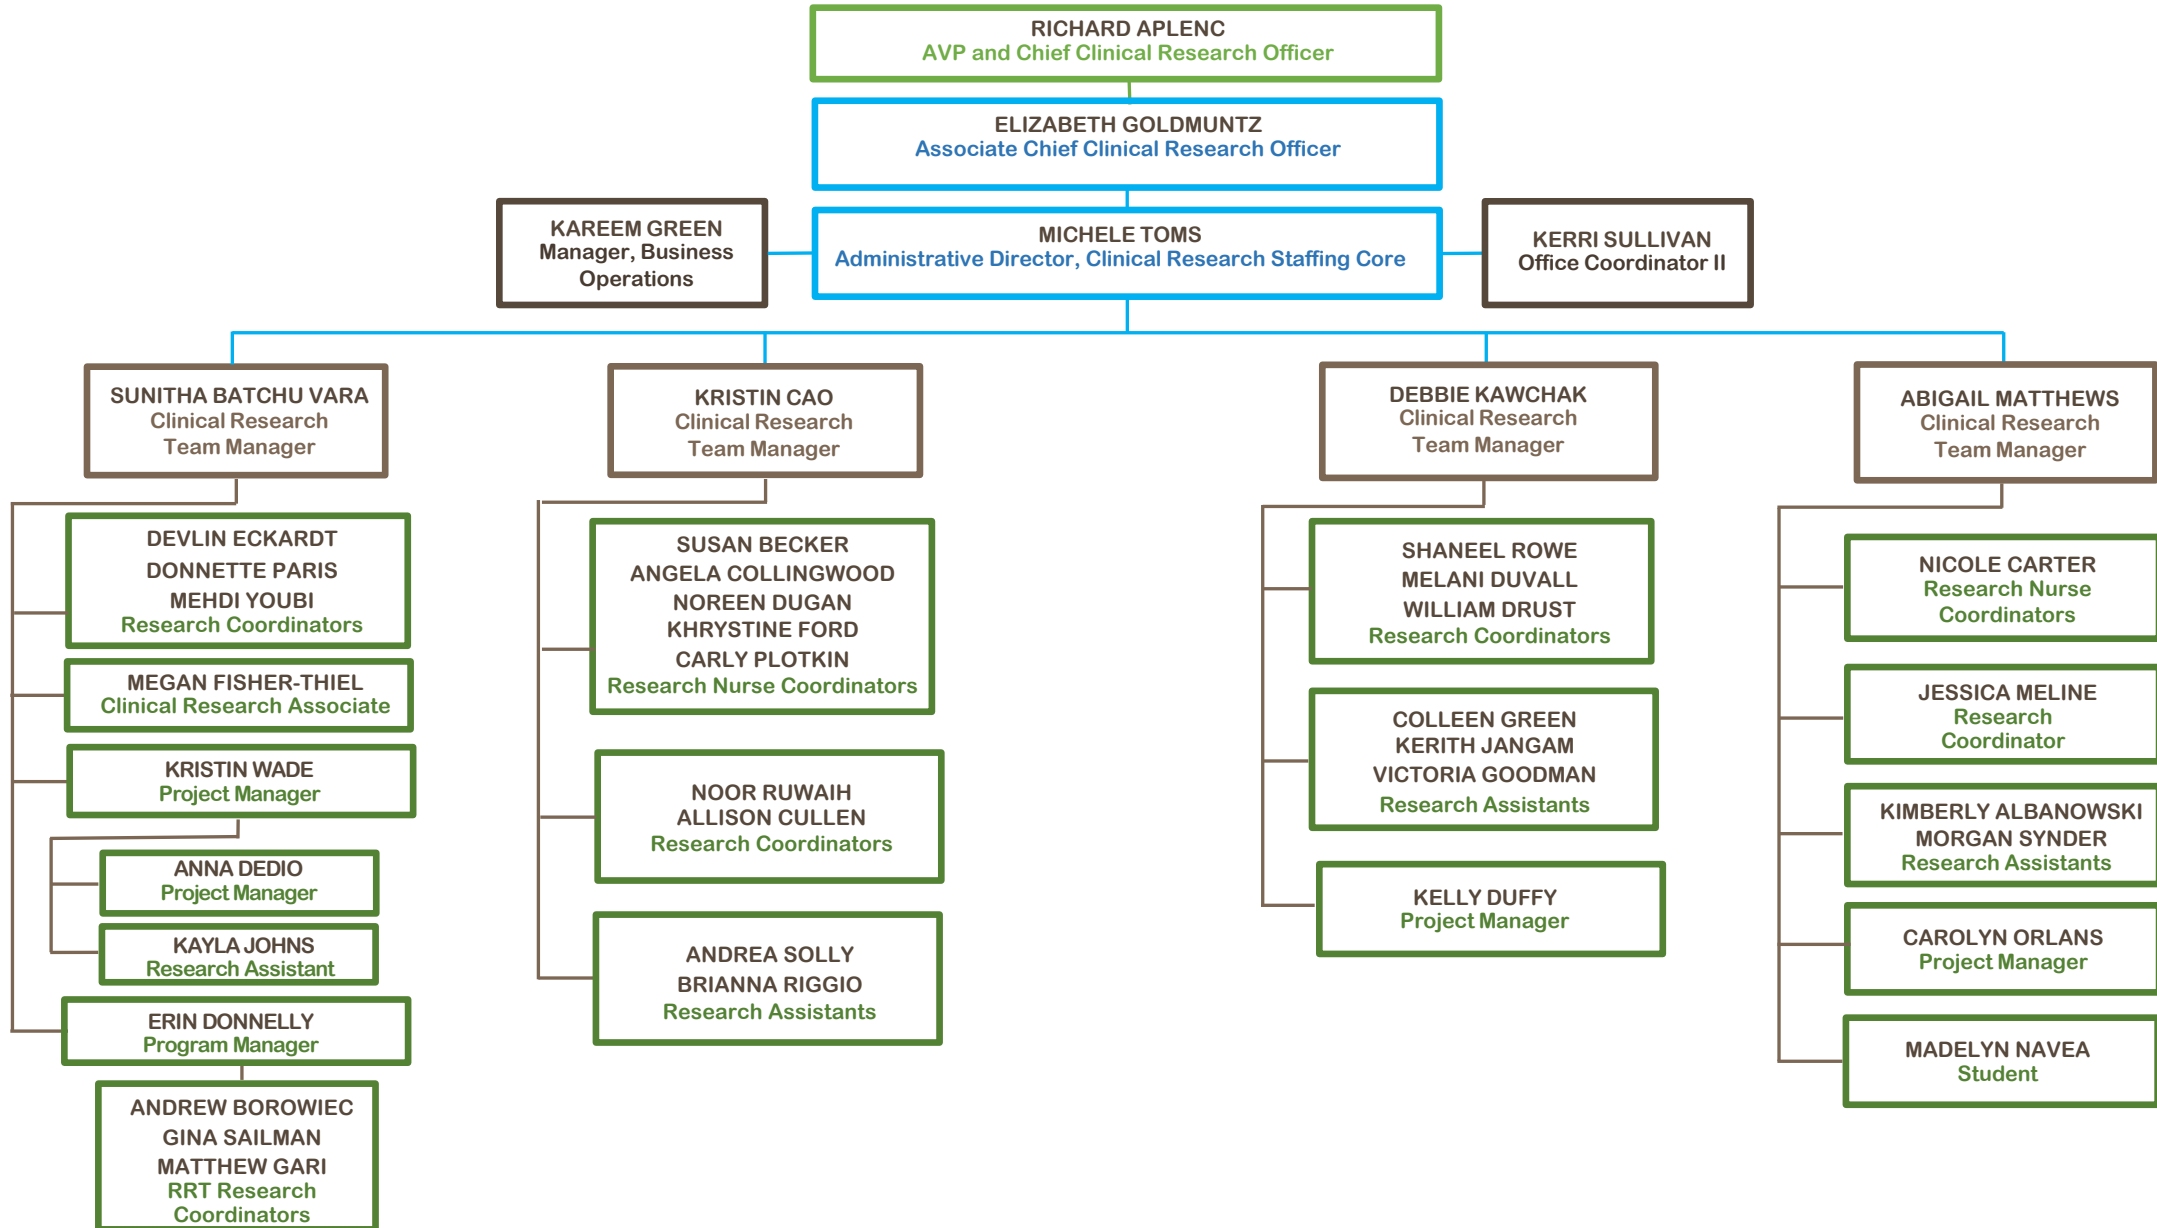 RICHARD APLENC
AVP and Chief Clinical Research Officer
ELIZABETH GOLDMUNTZ
Associate Chief Clinical Research Officer
KAREEM GREEN
Manager, Business
Operations
MICHELE TOMS
Administrative Director, Clinical Research Staffing Core
KERRI SULLIVAN
Office Coordinator II
SUNITHA BATCHU VARA
Clinical Research
Team Manager
DEVLIN ECKARDT
DONNETTE PARIS
MEHDI YOUBI
Research Coordinators
MEGAN FISHER-THIEL
Clinical Research Associate
KRISTIN WADE
Project Manager
ANNA DEDIO
Project Manager
KAYLA JOHNS
Research Assistant
ERIN DONNELLY
Program Manager
ANDREW BOROWIEC
GINA SAILMAN
MATTHEW GARI
RRT Research
Coordinators
KRISTIN CAO
Clinical Research
Team Manager
SUSAN BECKER
ANGELA COLLINGWOOD
NOREEN DUGAN
KHRYSTINE FORD
CARLY PLOTKIN
Research Nurse Coordinators
NOOR RUWAIH
ALLISON CULLEN
Research Coordinators
ANDREA SOLLY
BRIANNA RIGGIO
Research Assistants
DEBBIE KAWCHAK
Clinical Research
Team Manager
SHANEEL ROWE
MELANI DUVALL
WILLIAM DRUST
Research Coordinators
COLLEEN GREEN
KERITH JANGAM
VICTORIA GOODMAN
Research Assistants
KELLY DUFFY
Project Manager
ABIGAIL MATTHEWS
Clinical Research
Team Manager
NICOLE CARTER
Research Nurse
Coordinators
JESSICA MELINE
Research
Coordinator
KIMBERLY ALBANOWSKI
MORGAN SYNDER
Research Assistants
CAROLYN ORLANS
Project Manager
MADELYN NAVEA
Student